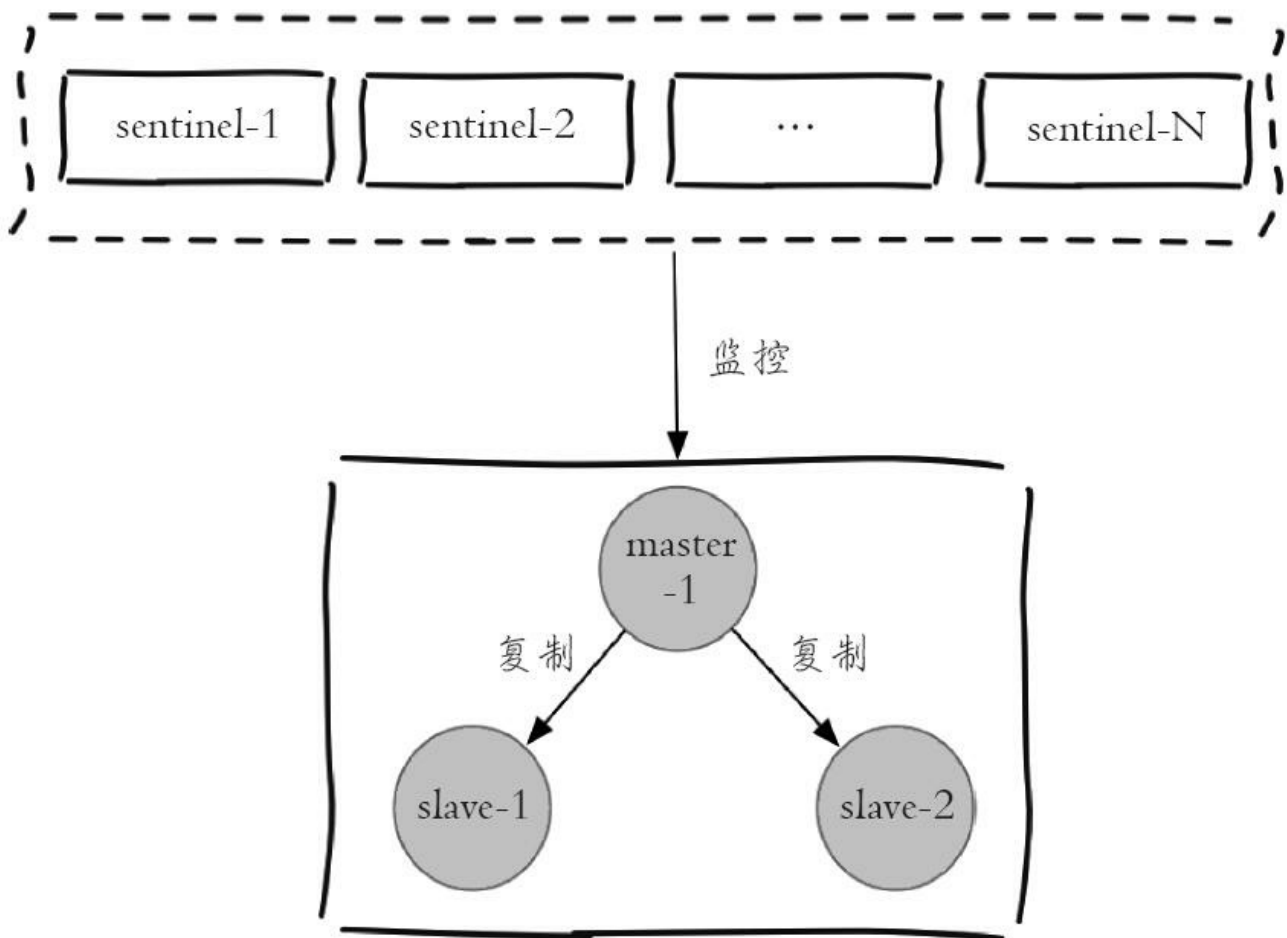 sentinel-1
sentinel-2
...
sentinel-N
监控
master
-1
复制
复制
slave-1
slave-2